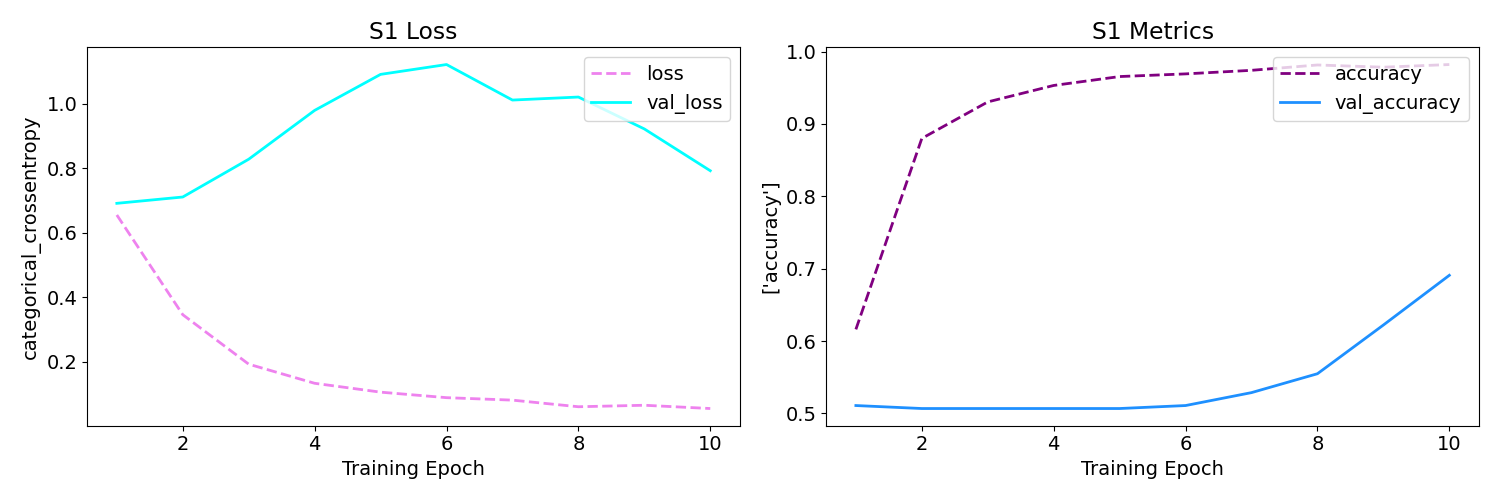 S1 Loss
loss
val_loss
categorical_crossentropy
1.0
0.8
0.6
0.4
0.2
2 4 6 8 10
Training Epoch
S1 Metrics
accuracy
val_accuracy
['accuracy']
1.0
0.9
0.8
0.7
0.6
0.5
2 4 6 8 10
Training Epoch